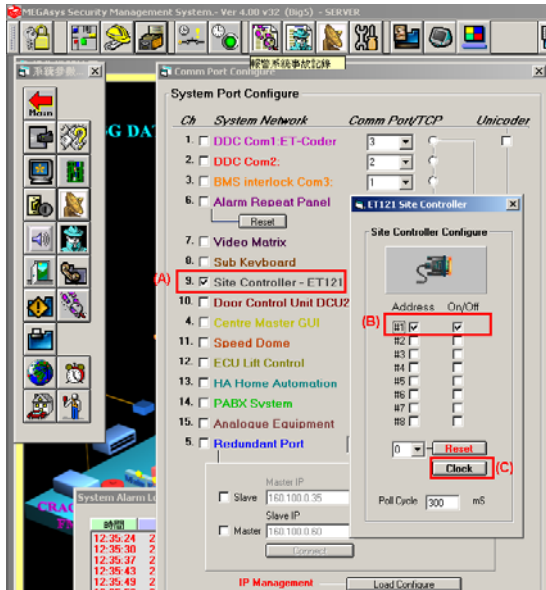 MEGAsys Security Management System.- Ver 4.00 v32 (Big5) - SERVER
報警系統事故記錄
系統參數...
Main
G DA
Comm Port Configure
System Port Configure
Ch System Network Comm Port/TCP Unicoder
1. DDC Com1:ET-Coder 3
2. DDC Com2: 2
3. BMS interlock Com3: 1
6. Alarm Repeat Panel
Reset
7. Video Matrix
8. Sub Keyboard
(A) 9. Site Controller - ET121
10. Door Control Unit DCU2
4. Centre Master GUI
11. Speed Dome
12. ECU Lift Control
13. HA Home Automation
14. PABX System
15. Analogue Equipment
5. Redundant Port
Master IP
Slave 160.100.0.35
Slave IP
Master 160.100.0.60
Connect
IP Management Load Configure
ET121 Site Controller
Site Controller Configure
Address On/Off
(B) #1
#2
#3
#4
#5
#6
#7
#8
0 Reset
Clock (C)
Poll Cycle 300 mS
System Alarm Lo
CRAC
時間
12:35:24 2
12:35:30 2
12:35:37 2
12:35:43 2
12:35:49 2